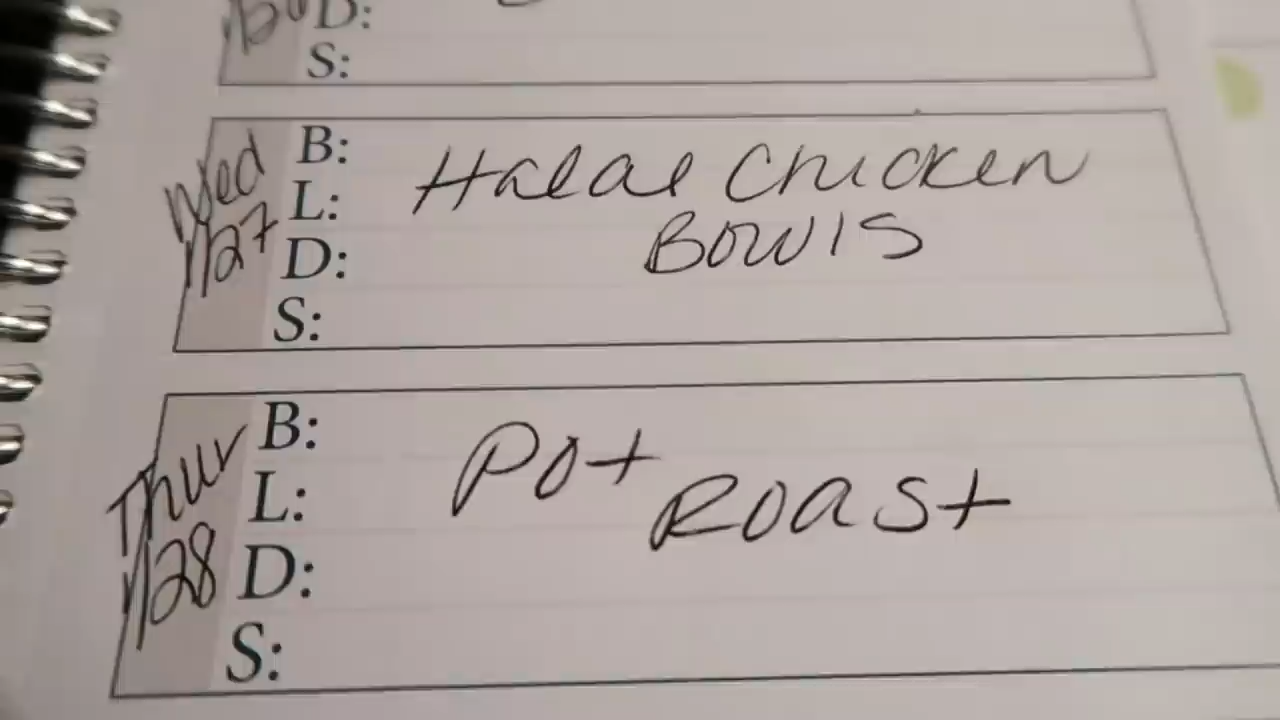 D:
S:
Wed
1/27
B:
L:
D:
S:
Halal Chicken
Bowls
Thur
1/28
B:
L:
D:
S:
Pot
Roast